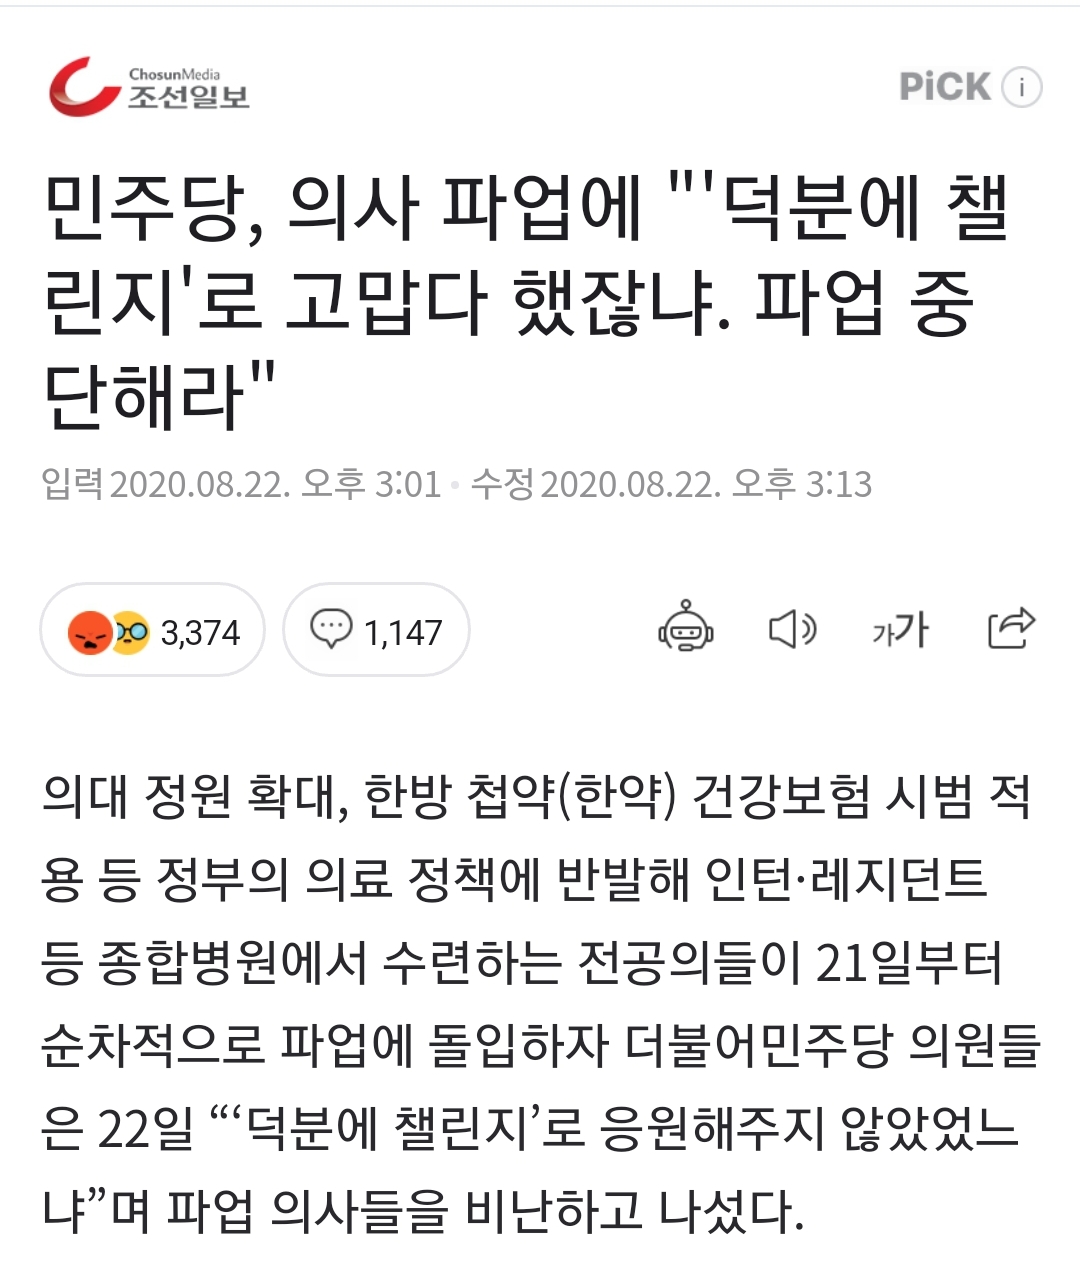 ChosunMedia
조선일보
PiCK i
민주당, 의사 파업에 "'덕분에 챌
린지'로 고맙다 했잖냐. 파업 중
단해라"
입력 2020.08.22. 오후 3:01 · 수정 2020.08.22. 오후 3:13
3,374 1,147 가가
의대 정원 확대, 한방 첩약(한약) 건강보험 시범 적
용 등 정부의 의료 정책에 반발해 인턴·레지던트
등 종합병원에서 수련하는 전공의들이 21일부터
순차적으로 파업에 돌입하자 더불어민주당 의원들
은 22일 “‘덕분에 챌린지’로 응원해주지 않았었느
냐”며 파업 의사들을 비난하고 나섰다.